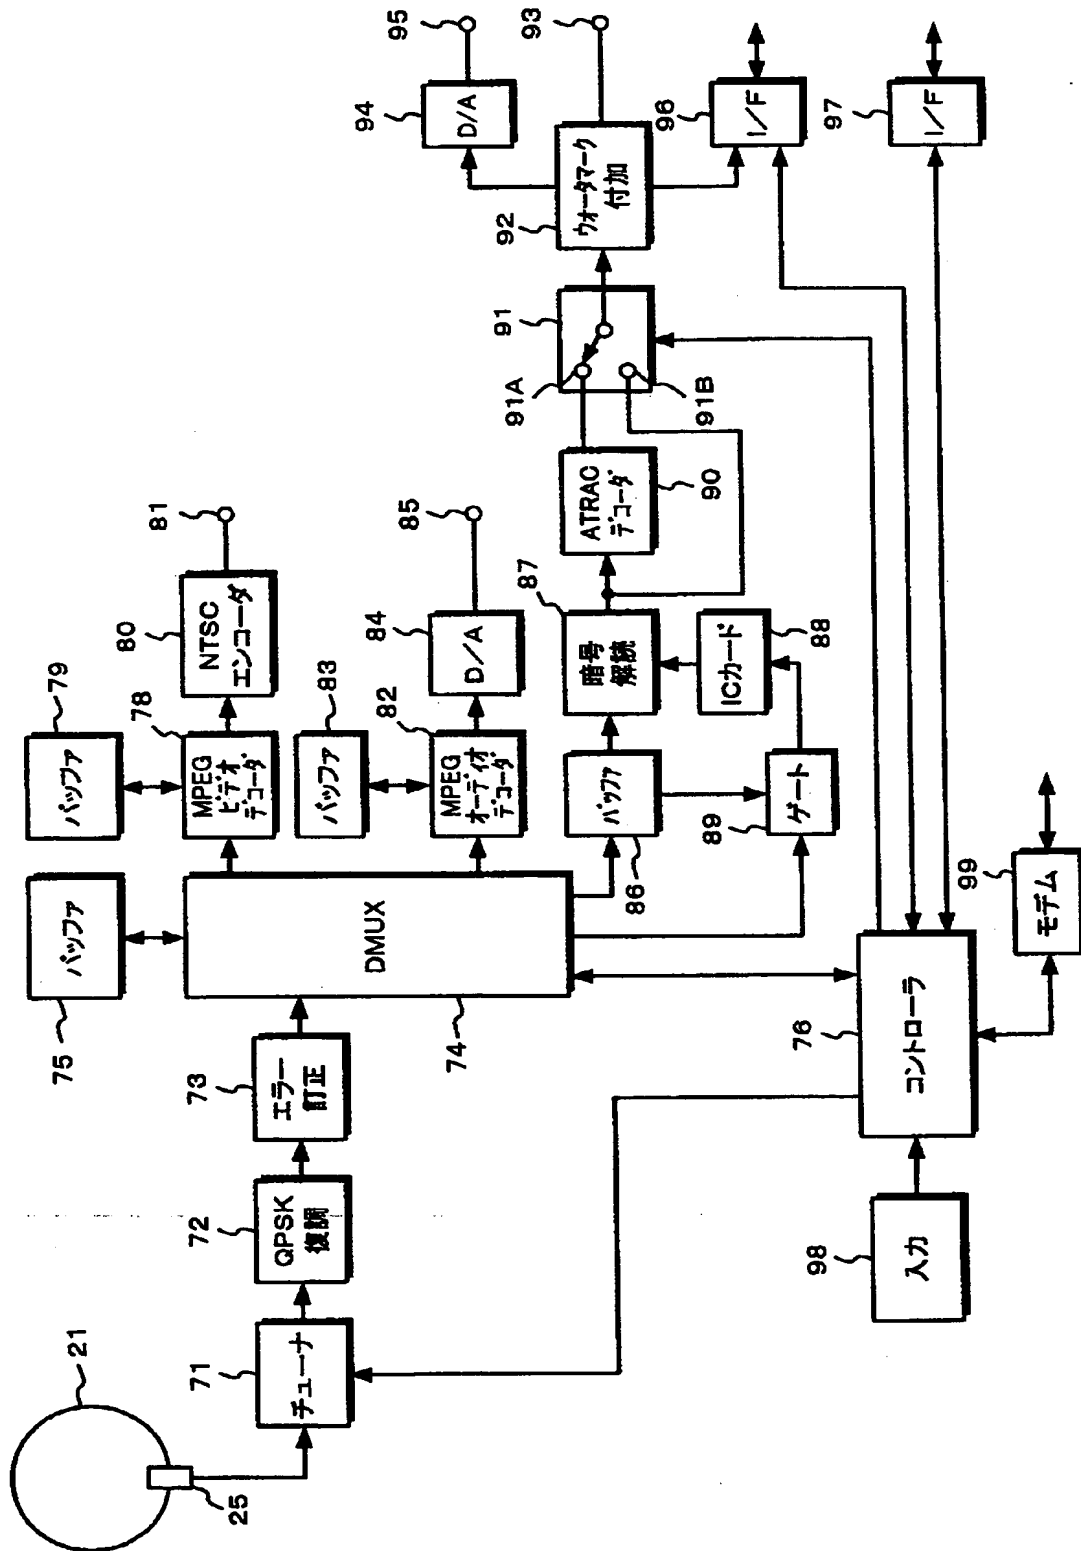 21
25
71
チューナ
72
QPSK
復調
73
エラー
訂正
74
DMUX
75
バッファ
76
コントローラ
78
MPEG
ビデオ
デコーダ
79
バッファ
80
NTSC
エンコーダ
81
82
MPEG
オーディオ
デコーダ
83
バッファ
84
D/A
85
86
バッファ
87
暗号
解読
88
ICカード
89
ゲート
90
ATRAC
デコーダ
91
91A
91B
92
ウォータマーク
付加
93
94
D/A
95
96
I/F
97
I/F
98
入力
99
モデム